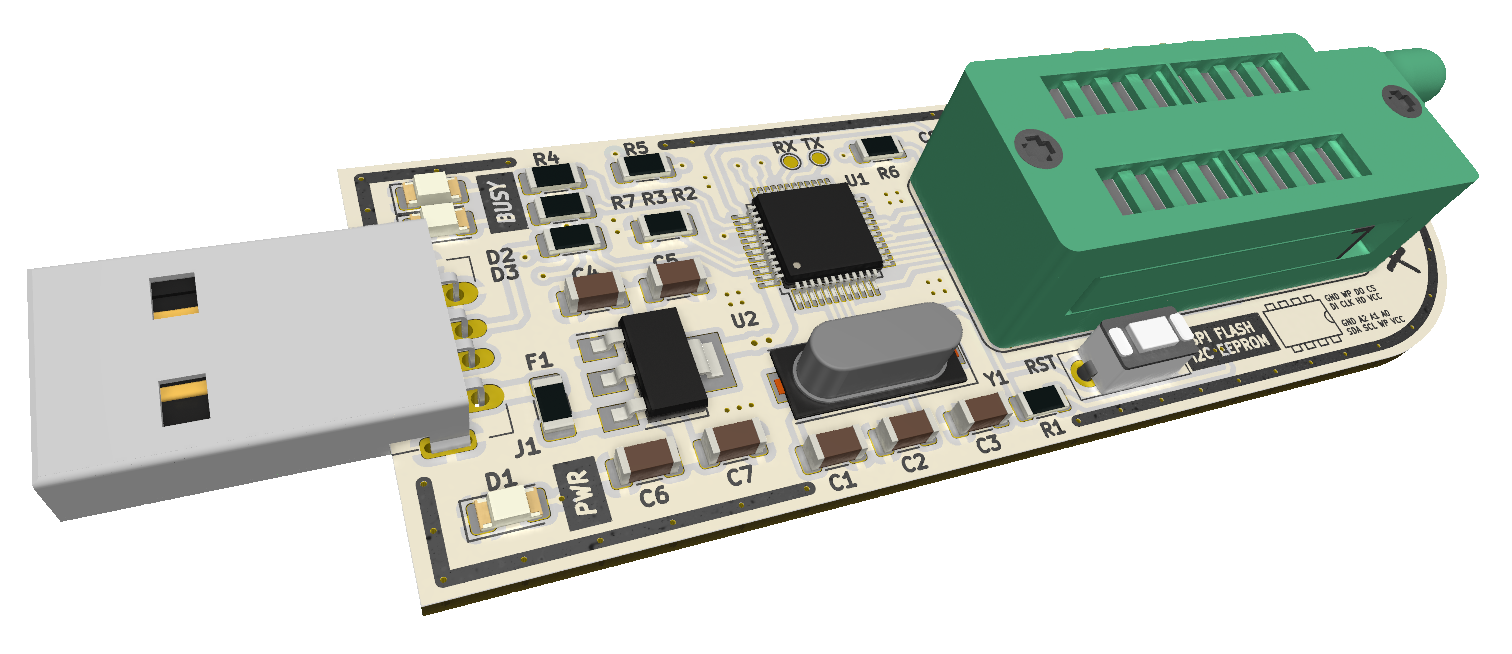 R4
R5
RX TX
U1
R6
BUSY
R7 R3 R2
D2
D3
C4
C5
U2
F1
J1
Y1
RST
R1
GND WP DO CS
DI CLK HD VCC
GND A2 A1 A0
SDA SCL WP VCC
FLASH
EEPROM
D1
PWR
C6
C7
C1
C2
C3